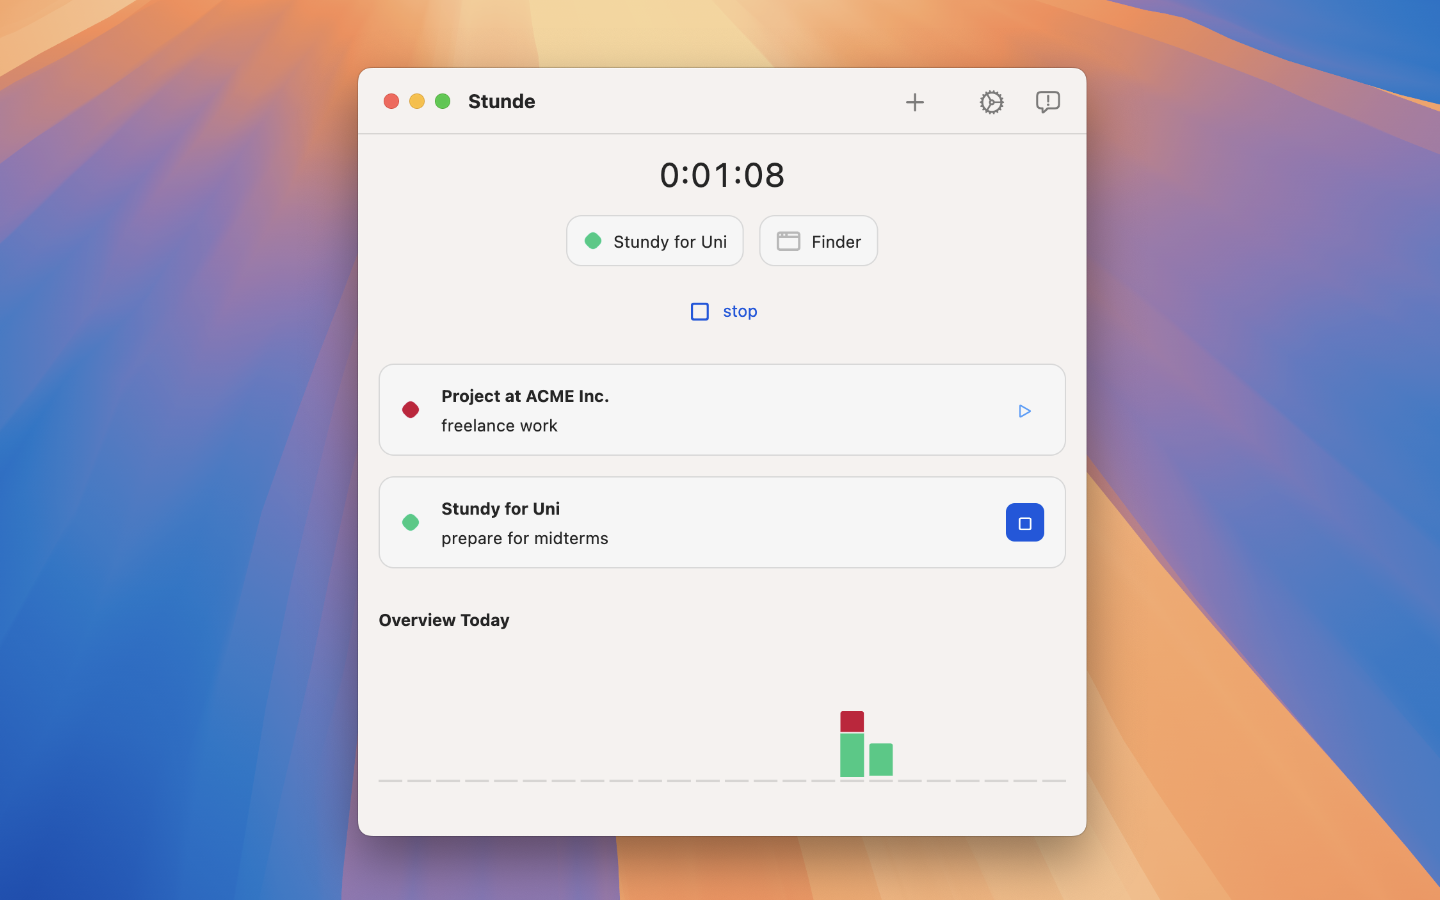 Stunde
0:01:08
Stundy for Uni
Finder
stop
Project at ACME Inc.
freelance work
Stundy for Uni
prepare for midterms
Overview Today